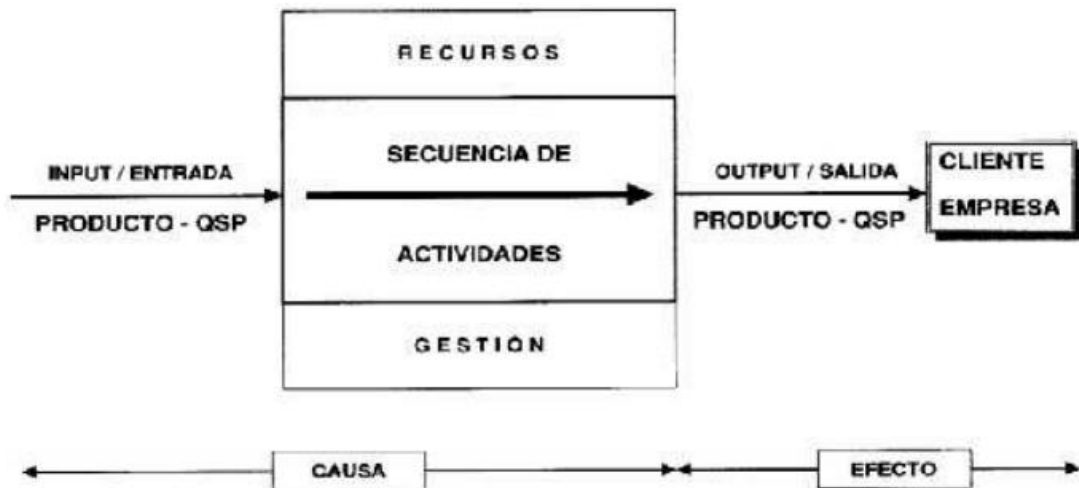 RECURSOS
INPUT / ENTRADA
PRODUCTO - QSP
SECUENCIA DE
ACTIVIDADES
OUTPUT / SALIDA
PRODUCTO - QSP
CLIENTE
EMPRESA
GESTIÓN
CAUSA
EFECTO